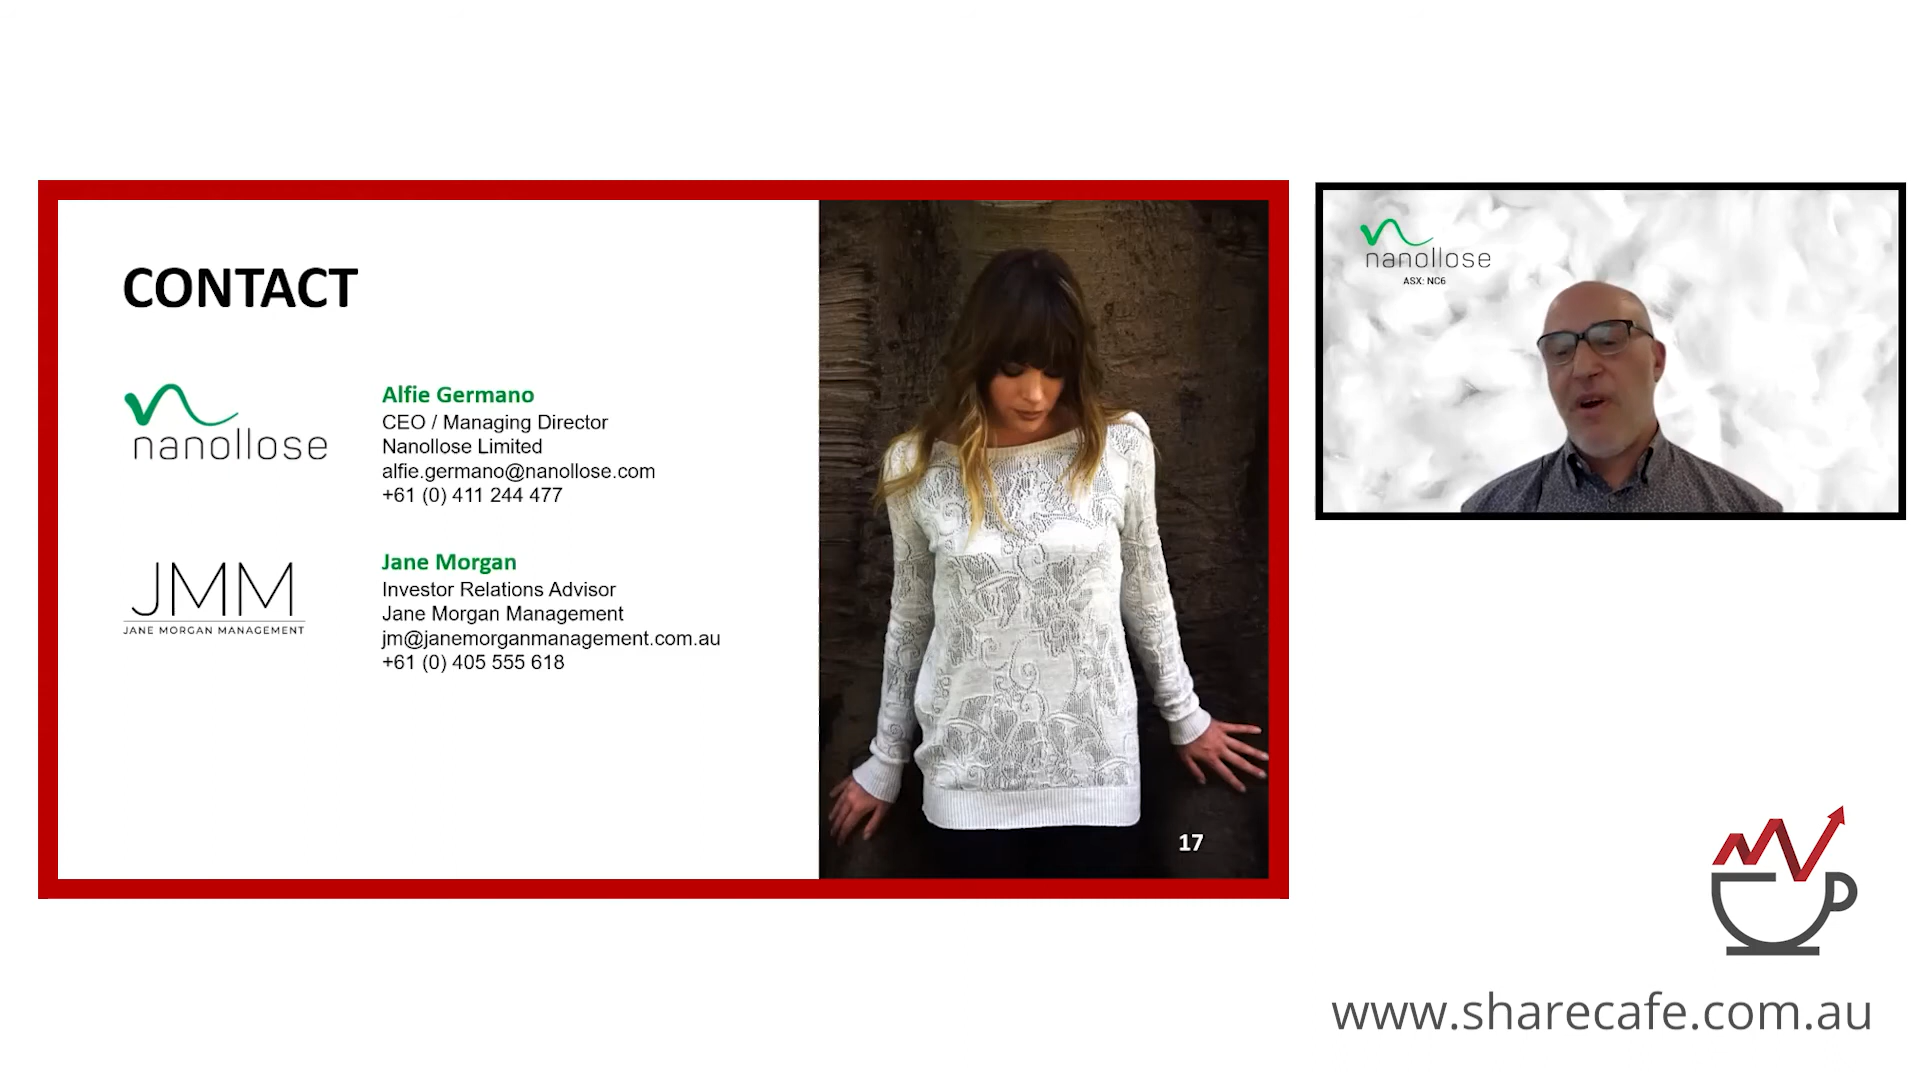 CONTACT
nanollose
Alfie Germano
CEO / Managing Director
Nanollose Limited
alfie.germano@nanollose.com
+61 (0) 411 244 477
JMM
JANE MORGAN MANAGEMENT
Jane Morgan
Investor Relations Advisor
Jane Morgan Management
jm@janemorganmanagement.com.au
+61 (0) 405 555 618
17
nanollose
ASX: NC6
www.sharecafe.com.au